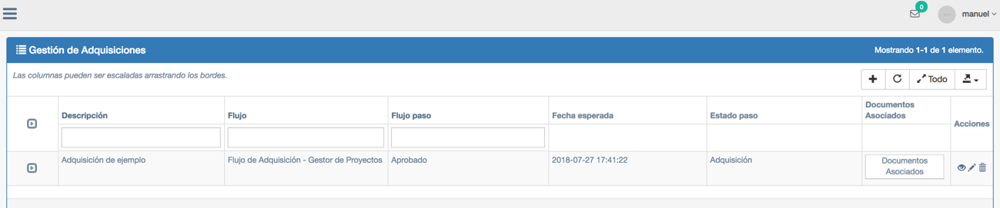 0
manuel
Gestión de Adquisiciones
Mostrando 1-1 de 1 elemento.
Las columnas pueden ser escaladas arrastrando los bordes.
Todo
Descripción
Flujo
Flujo paso
Fecha esperada
Estado paso
Documentos
Asociados
Acciones
Adquisición de ejemplo
Flujo de Adquisición - Gestor de Proyectos
Aprobado
2018-07-27 17:41:22
Adquisición
Documentos
Asociados